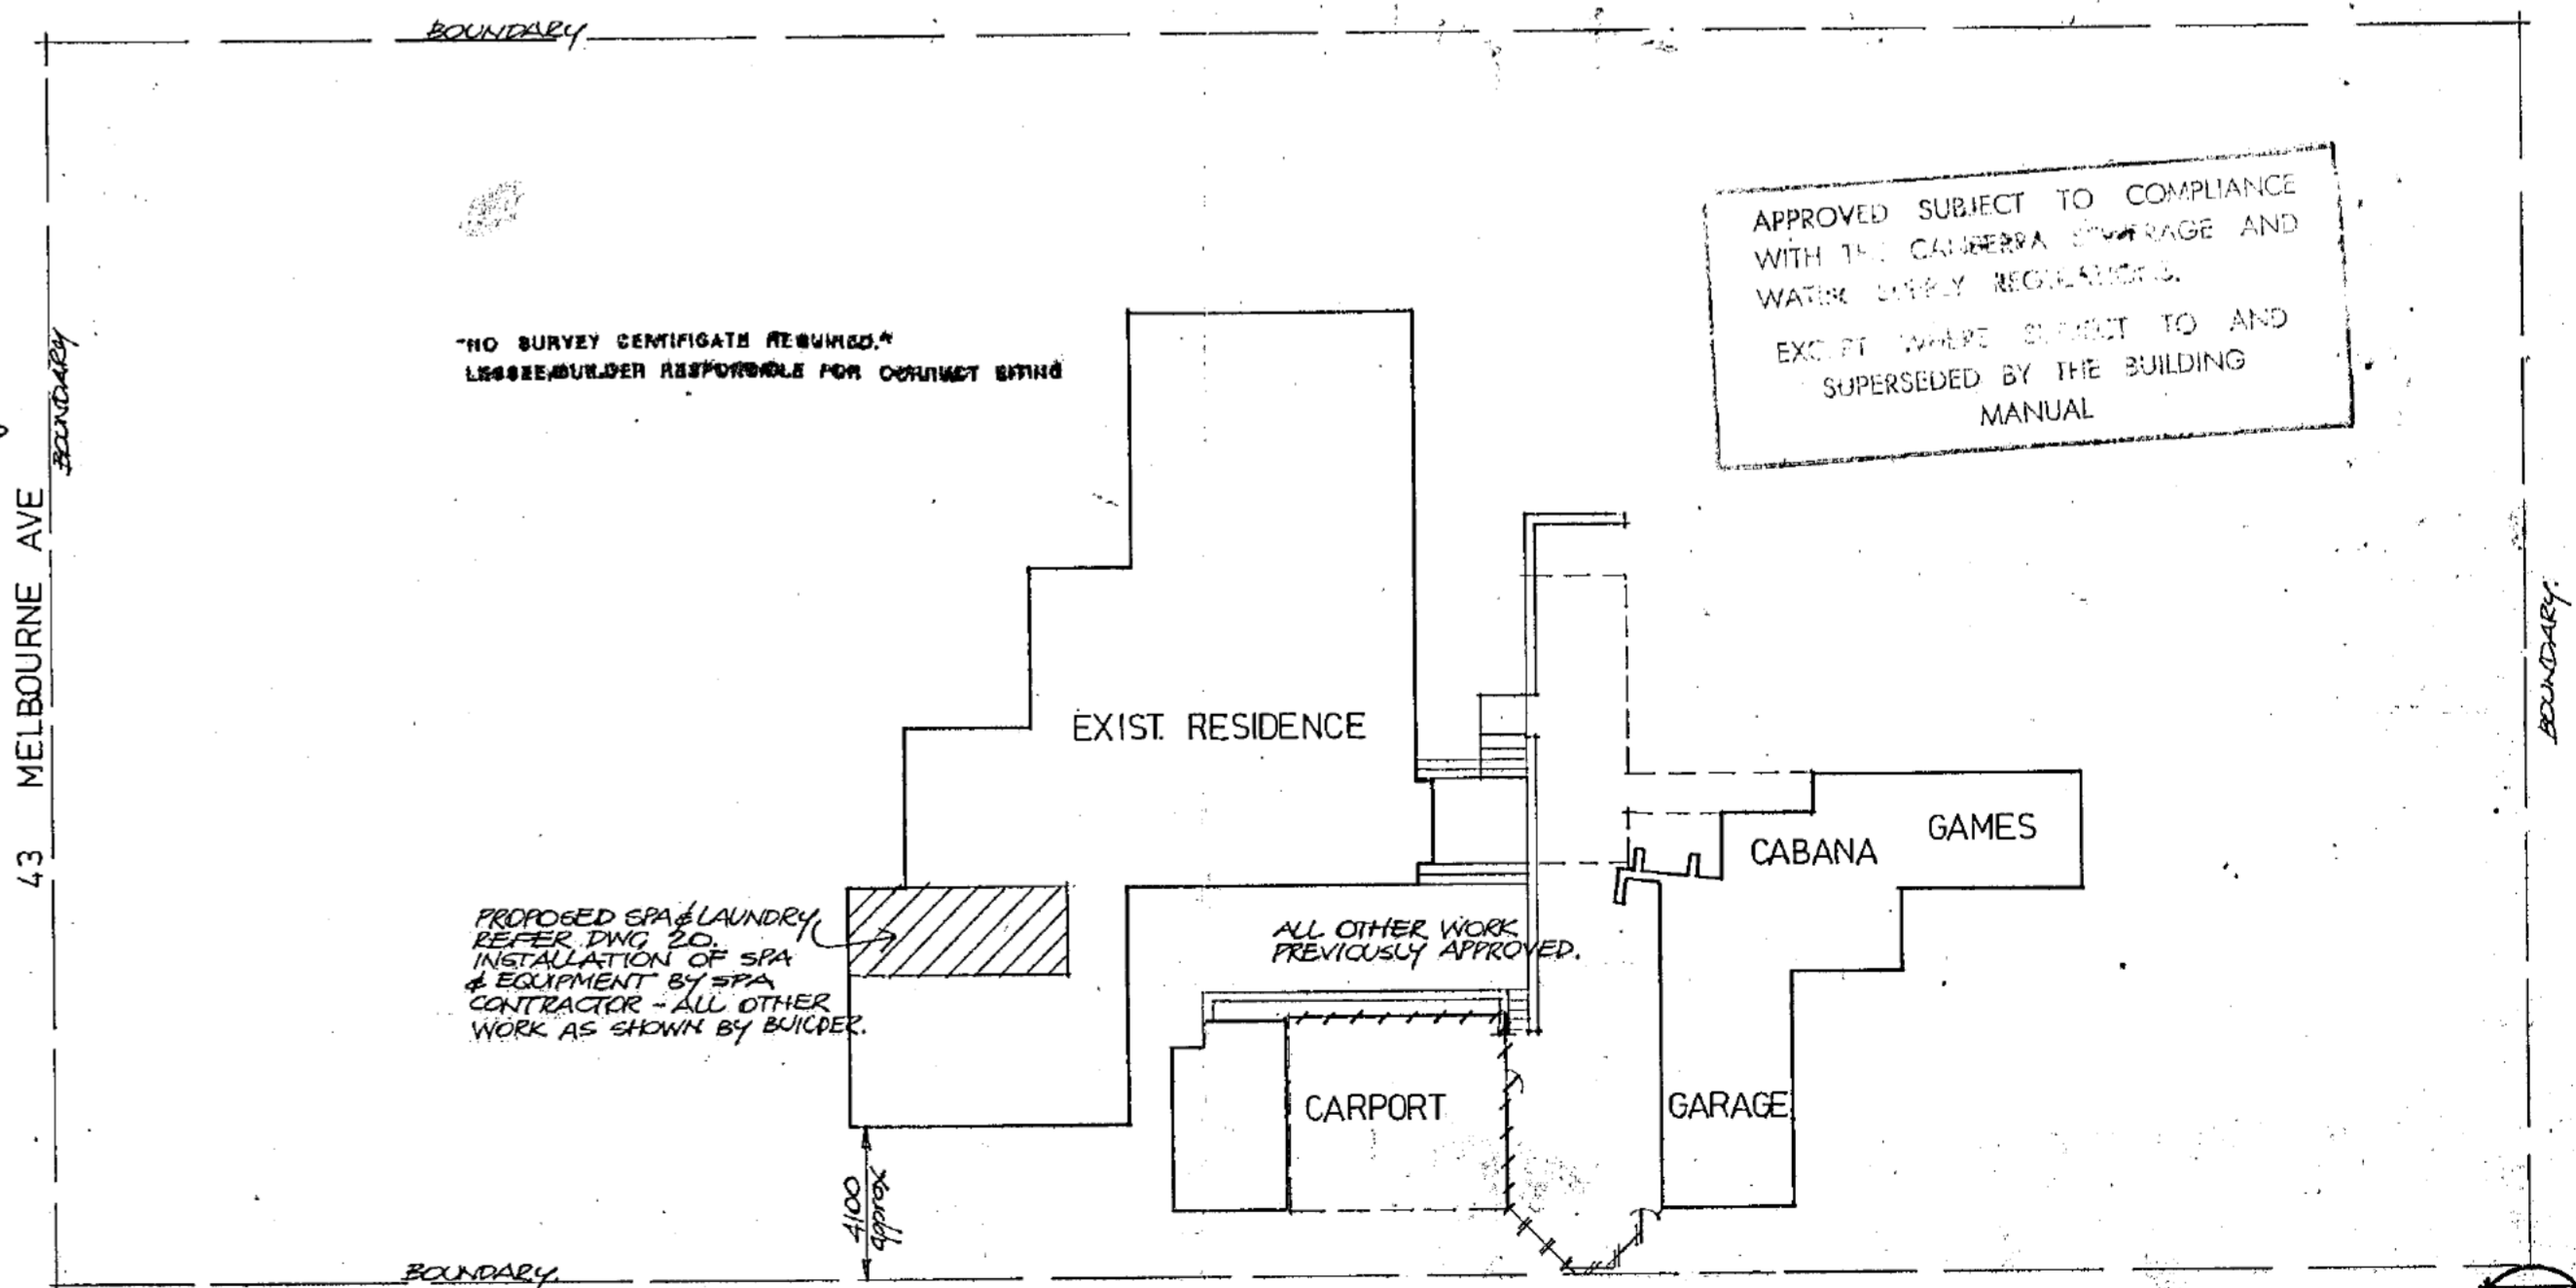 BOUNDARY
APPROVED SUBJECT TO COMPLIANCE
WITH THE CANBERRA SEWERAGE AND
WATER SUPPLY REGULATIONS.
EXCEPT WHERE SUBJECT TO AND
SUPERSEDED BY THE BUILDING
MANUAL
"NO SURVEY CERTIFICATE REQUIRED."
LESSEE/BUILDER RESPONSIBLE FOR CORRECT SITING
BOUNDARY
43 MELBOURNE AVE
BOUNDARY.
EXIST. RESIDENCE
GAMES
CABANA
PROPOSED SPA & LAUNDRY
REFER DWG 20.
INSTALLATION OF SPA
& EQUIPMENT BY SPA
CONTRACTOR - ALL OTHER
WORK AS SHOWN BY BUILDER.
ALL OTHER WORK
PREVIOUSLY APPROVED.
CARPORT
GARAGE
4100
approx
BOUNDARY.